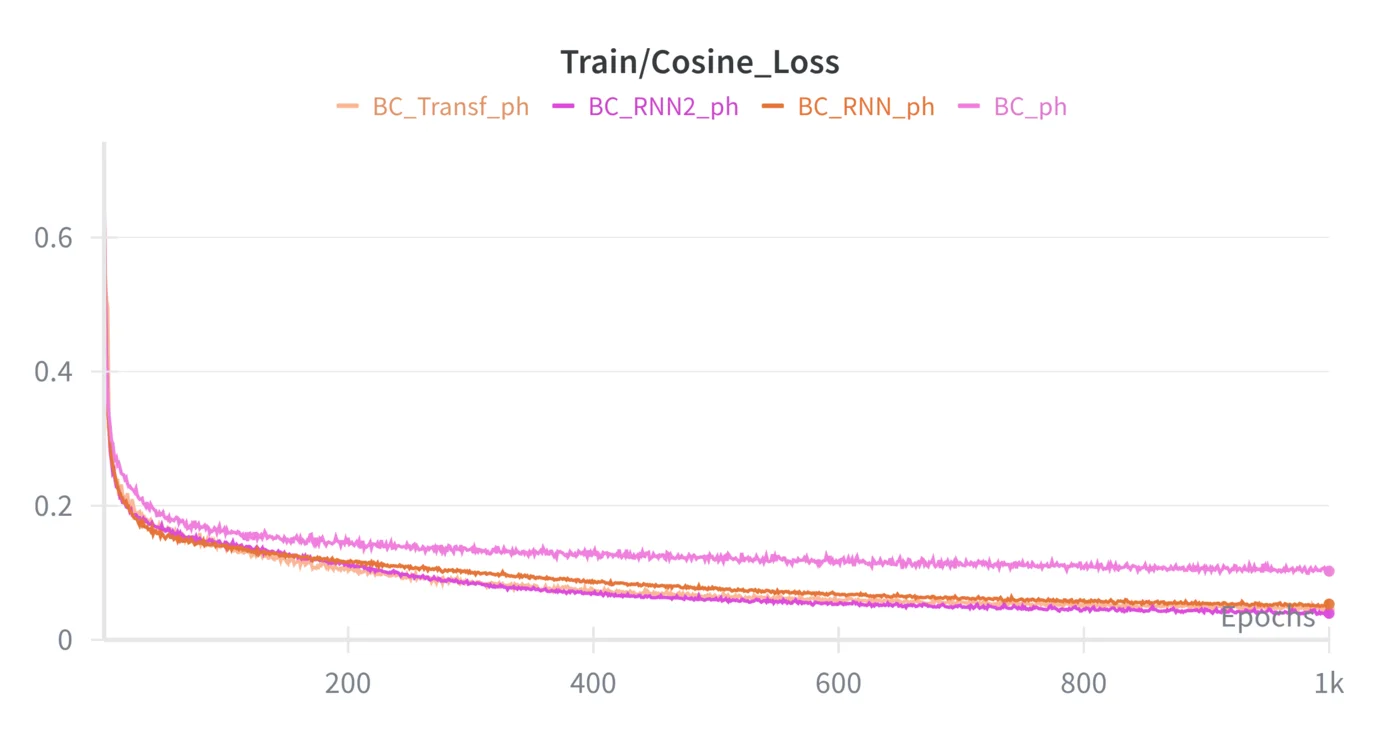 Train/Cosine_Loss
BC_Transf_ph BC_RNN2_ph BC_RNN_ph BC_ph
0.6
0.4
0.2
0
Epochs
200 400 600 800 1k